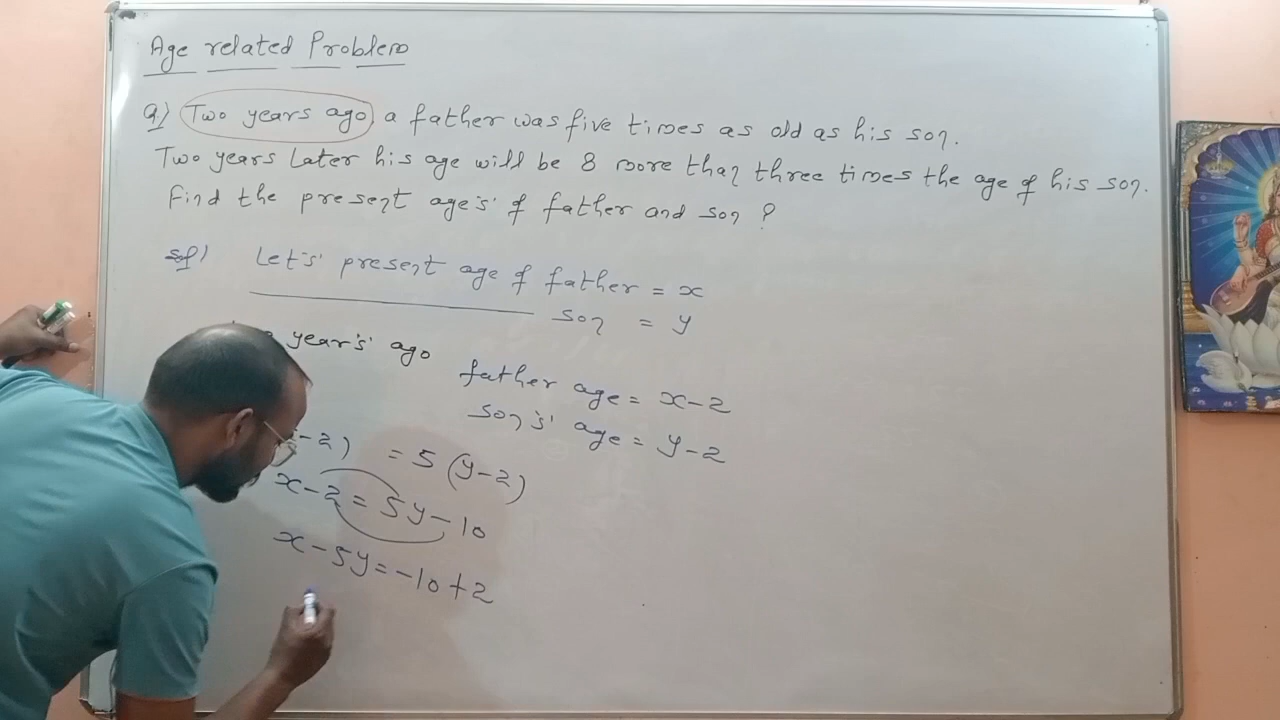 Age related Problem
Q) Two years ago a father was five times as old as his son.
Two years Later his age will be 8 more than three times the age of his son.
Find the present age's of father and son ?
Let's present age of father = x
son = y
year's ago
father age = x-2
son's age = y-2
-2) = 5(y-2)
x-2 = 5y-10
x-5y = -10+2